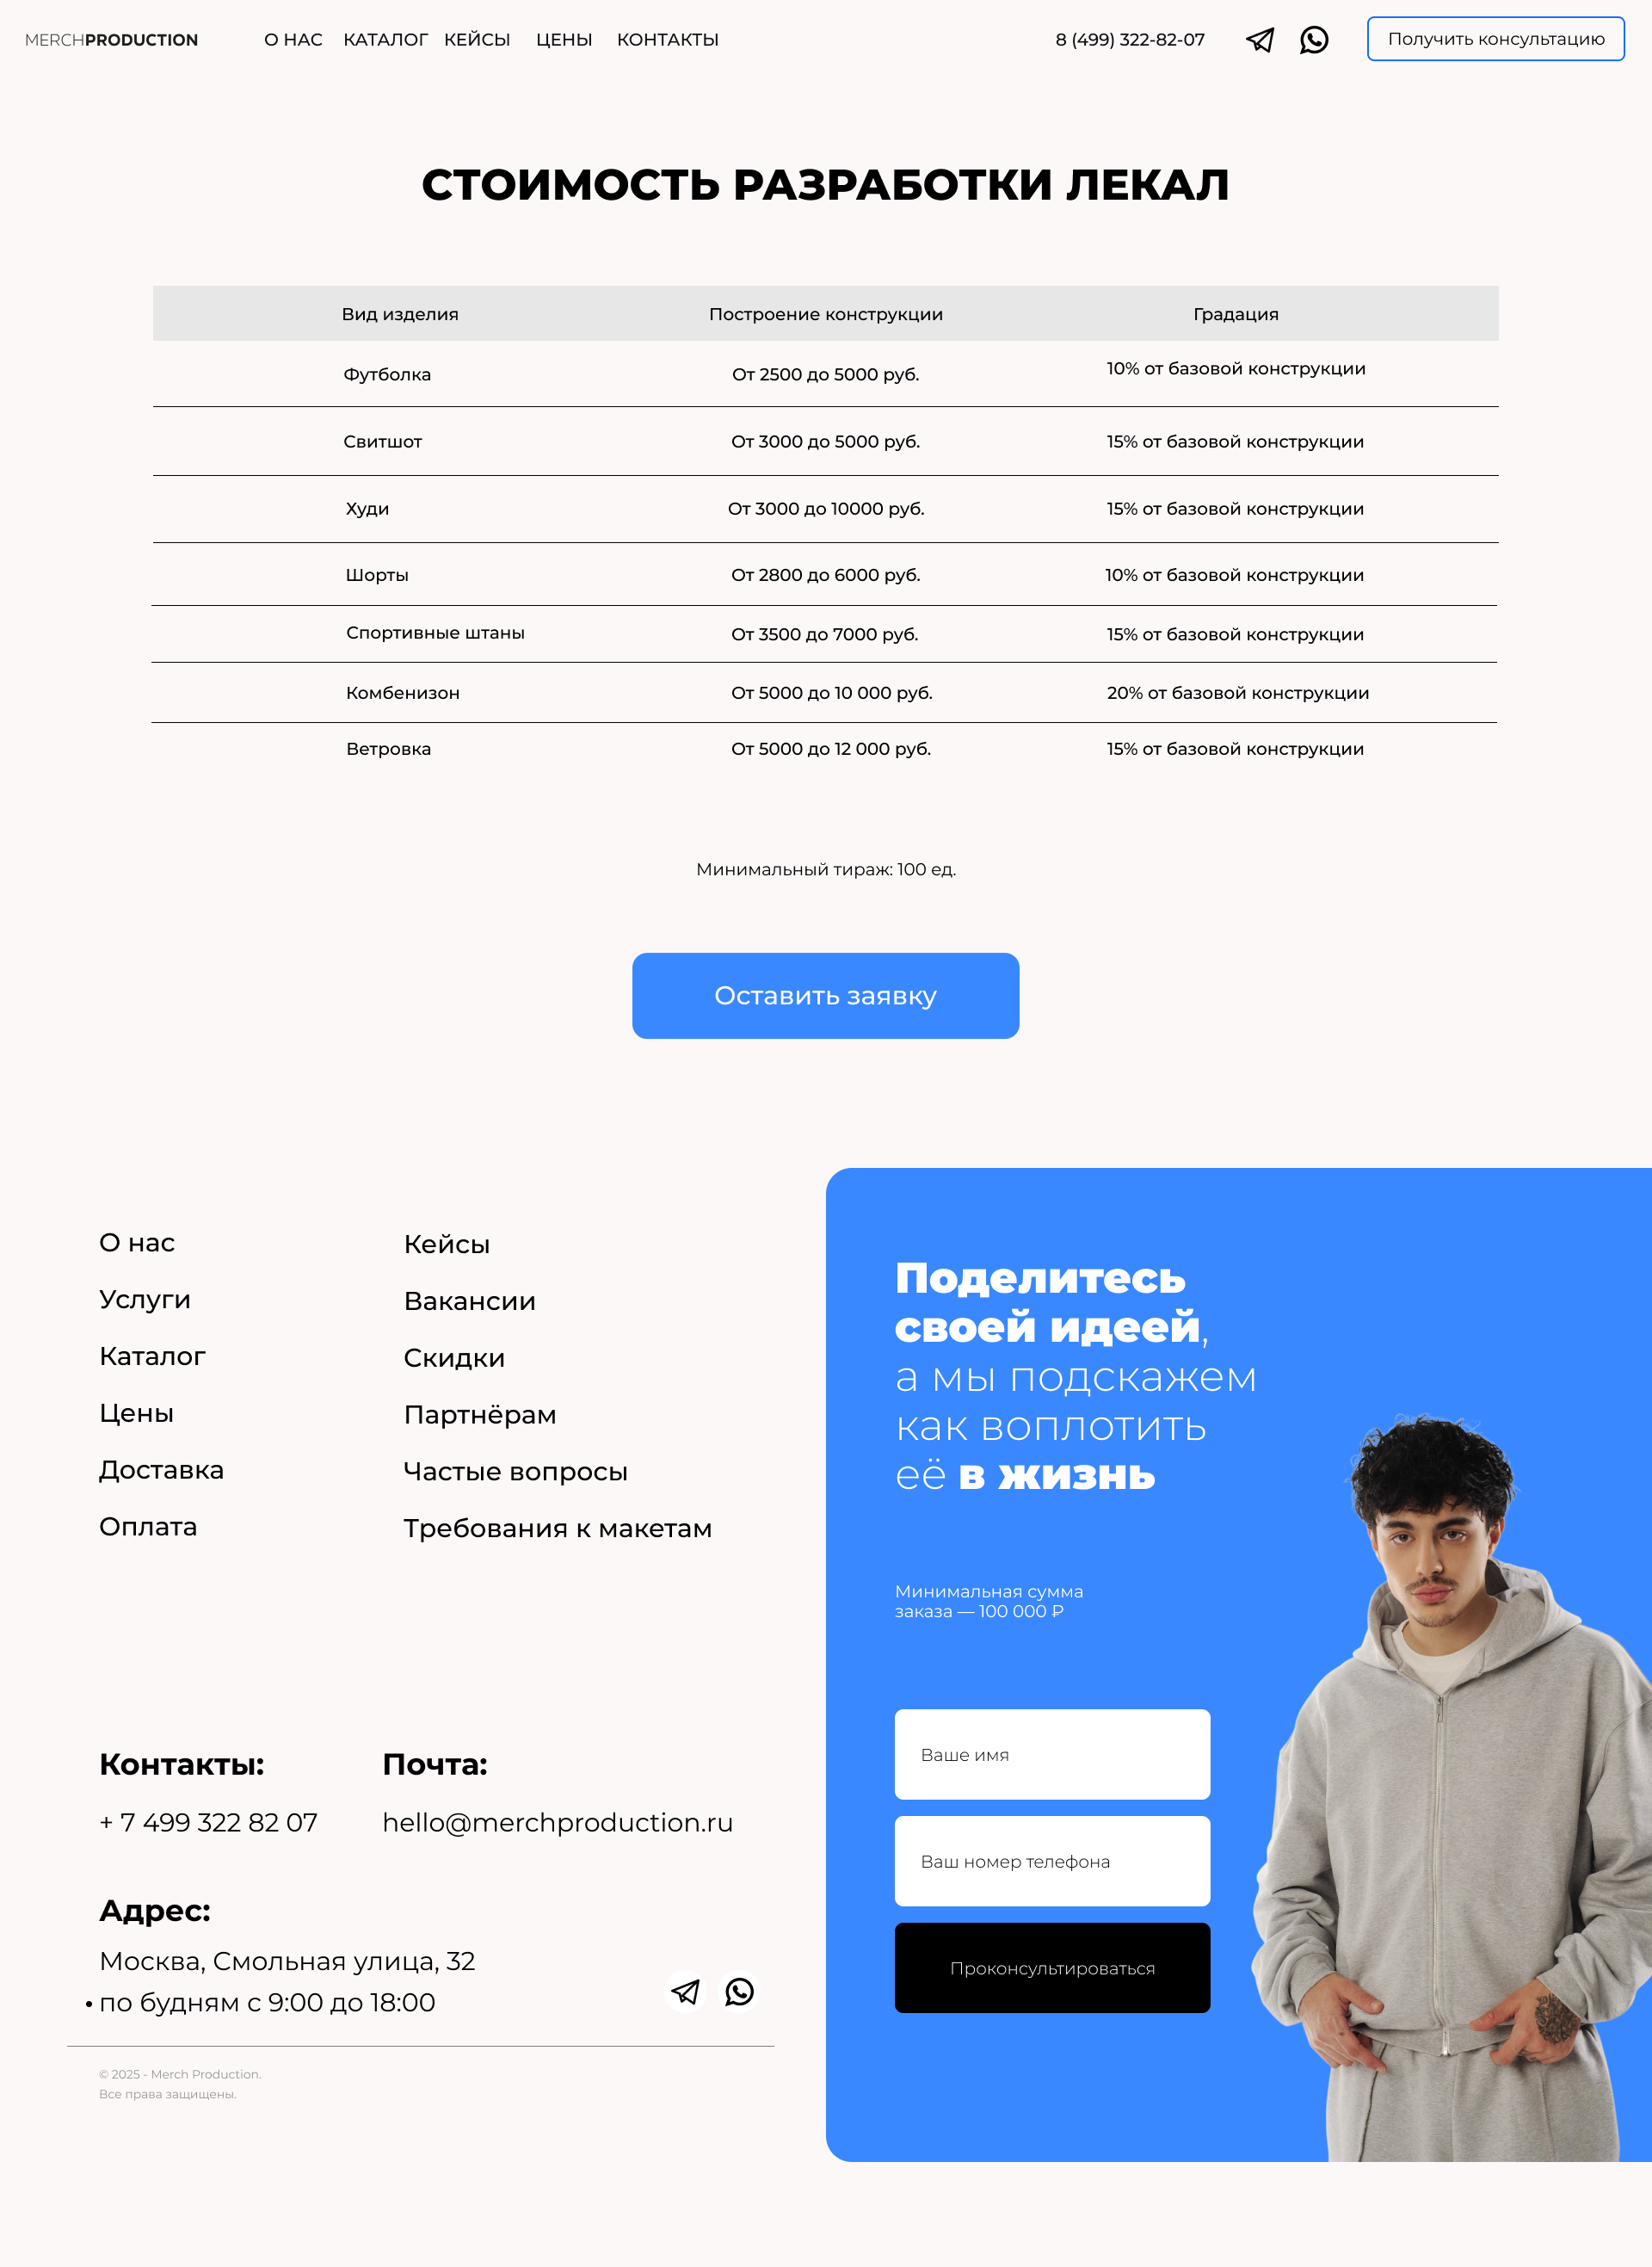 MERCHPRODUCTION О НАС КАТАЛОГ КЕЙСЫ ЦЕНЫ КОНТАКТЫ 8 (499) 322-82-07 Получить консультацию
СТОИМОСТЬ РАЗРАБОТКИ ЛЕКАЛ
Вид изделия Построение конструкции Градация
Футболка От 2500 до 5000 руб. 10% от базовой конструкции
Свитшот От 3000 до 5000 руб. 15% от базовой конструкции
Худи От 3000 до 10000 руб. 15% от базовой конструкции
Шорты От 2800 до 6000 руб. 10% от базовой конструкции
Спортивные штаны От 3500 до 7000 руб. 15% от базовой конструкции
Комбенизон От 5000 до 10 000 руб. 20% от базовой конструкции
Ветровка От 5000 до 12 000 руб. 15% от базовой конструкции
Минимальный тираж: 100 ед.
Оставить заявку
О нас
Услуги
Каталог
Цены
Доставка
Оплата
Кейсы
Вакансии
Скидки
Партнёрам
Частые вопросы
Требования к макетам
Контакты:
+ 7 499 322 82 07
Почта:
hello@merchproduction.ru
Адрес:
Москва, Смольная улица, 32
• по будням с 9:00 до 18:00
© 2025 - Merch Production.
Все права защищены.
Поделитесь
своей идеей,
а мы подскажем
как воплотить
её в жизнь
Минимальная сумма
заказа — 100 000 ₽
Ваше имя
Ваш номер телефона
Проконсультироваться